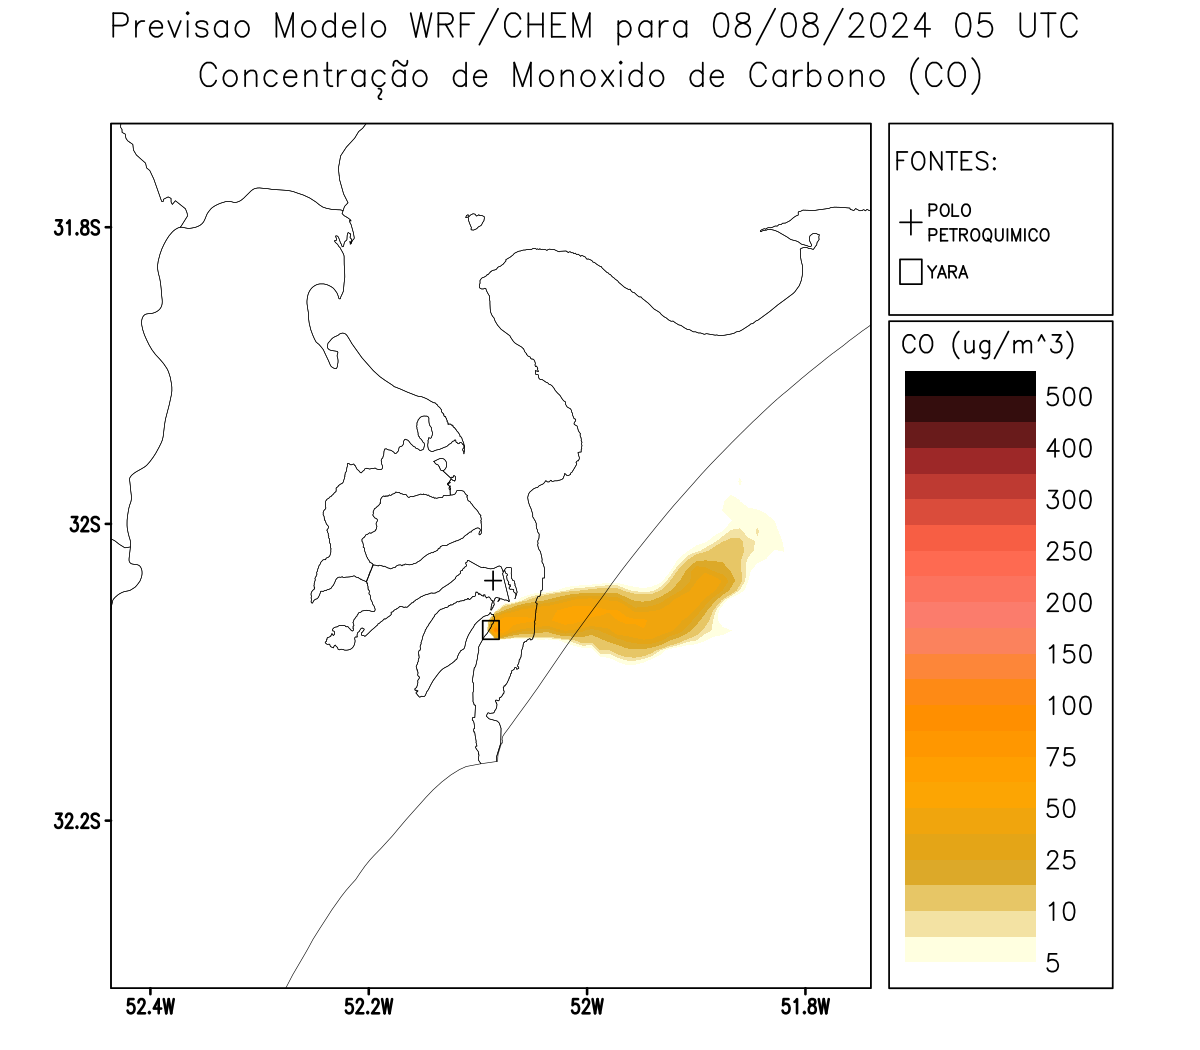 Previsao Modelo WRF/CHEM para 08/08/2024 05 UTC
Concentração de Monoxido de Carbono (CO)
FONTES:
POLO
PETROQUIMICO
YARA
31.8S
32S
32.2S
52.4W
52.2W
52W
51.8W
CO (ug/m^3)
500
400
300
250
200
150
100
75
50
25
10
5